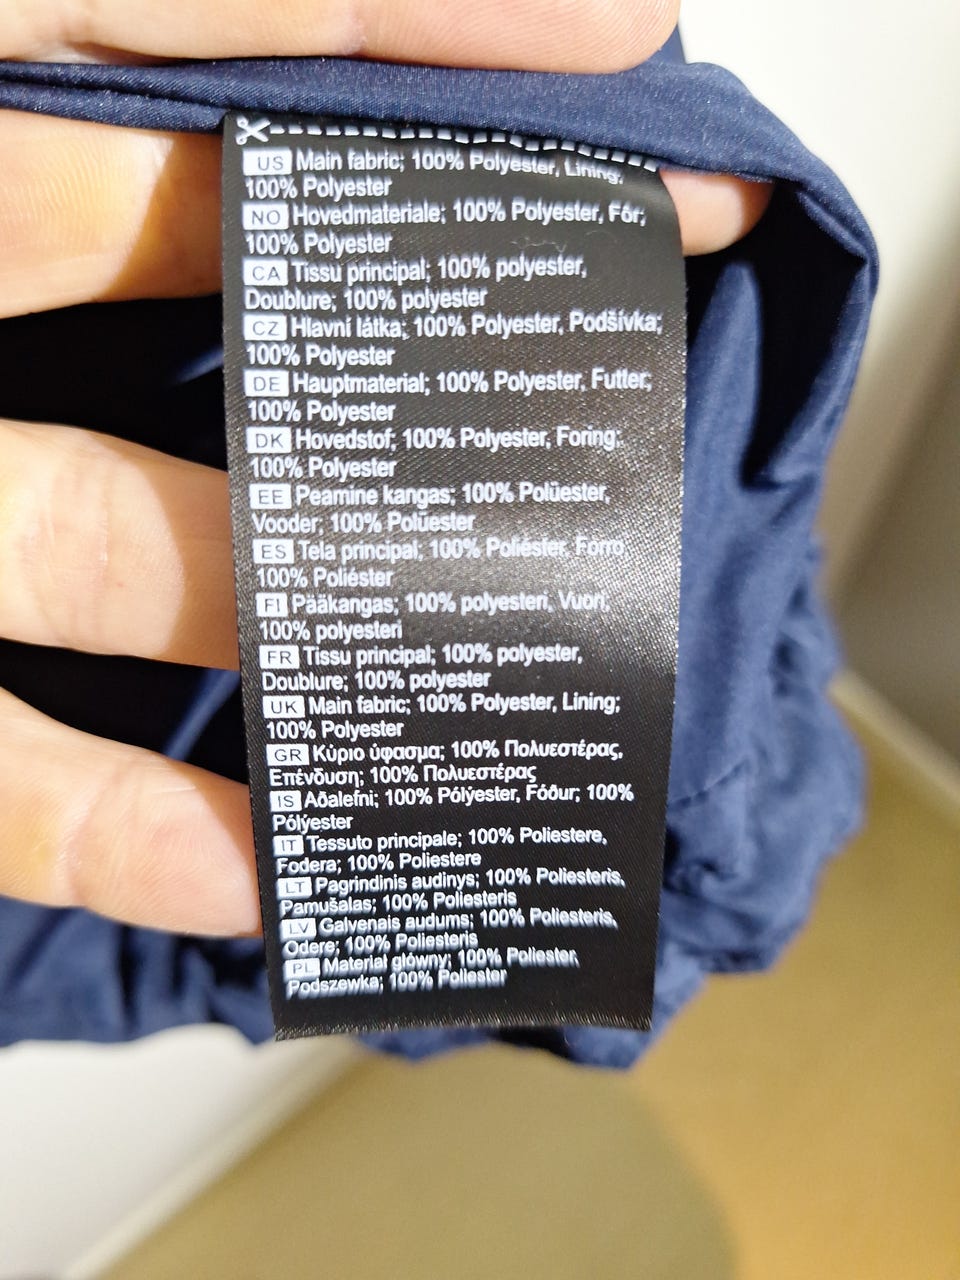 US Main fabric; 100% Polyester, Lining;
100% Polyester
NO Hovedmateriale; 100% Polyester, Fôr;
100% Polyester
CA Tissu principal; 100% polyester,
Doublure; 100% polyester
CZ Hlavní látka; 100% Polyester, Podšívka;
100% Polyester
DE Hauptmaterial; 100% Polyester, Futter;
100% Polyester
DK Hovedstof; 100% Polyester, Foring;
100% Polyester
EE Peamine kangas; 100% Polüester,
Vooder; 100% Polüester
ES Tela principal; 100% Poliéster, Forro;
100% Poliéster
FI Pääkangas; 100% polyesteri, Vuori;
100% polyesteri
FR Tissu principal; 100% polyester,
Doublure; 100% polyester
UK Main fabric; 100% Polyester, Lining;
100% Polyester
GR Κύριο ύφασμα; 100% Πολυεστέρας,
Επένδυση; 100% Πολυεστέρας
IS Aðalefni; 100% Pólýester, Fóður; 100%
Pólýester
IT Tessuto principale; 100% Poliestere,
Fodera; 100% Poliestere
LT Pagrindinis audinys; 100% Poliesteris,
Pamušalas; 100% Poliesteris
LV Galvenais audums; 100% Poliesteris,
Odere; 100% Poliesteris
PL Materiał główny; 100% Poliester,
Podszewka; 100% Poliester